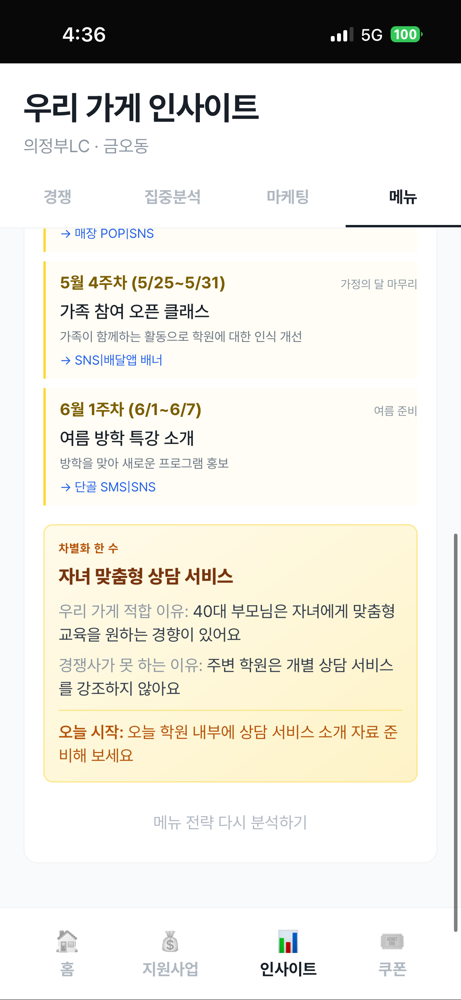 4:36
5G
100
우리 가게 인사이트
의정부LC · 금오동
경쟁
집중분석
마케팅
메뉴
→ 매장 POP|SNS
5월 4주차 (5/25~5/31)
가정의 달 마무리
가족 참여 오픈 클래스
가족이 함께하는 활동으로 학원에 대한 인식 개선
→ SNS|배달앱 배너
6월 1주차 (6/1~6/7)
여름 준비
여름 방학 특강 소개
방학을 맞아 새로운 프로그램 홍보
→ 단골 SMS|SNS
차별화 한 수
자녀 맞춤형 상담 서비스
우리 가게 적합 이유: 40대 부모님은 자녀에게 맞춤형
교육을 원하는 경향이 있어요
경쟁사가 못 하는 이유: 주변 학원은 개별 상담 서비스
를 강조하지 않아요
오늘 시작: 오늘 학원 내부에 상담 서비스 소개 자료 준
비해 보세요
메뉴 전략 다시 분석하기
ADMIT
ONE
홈
지원사업
인사이트
쿠폰